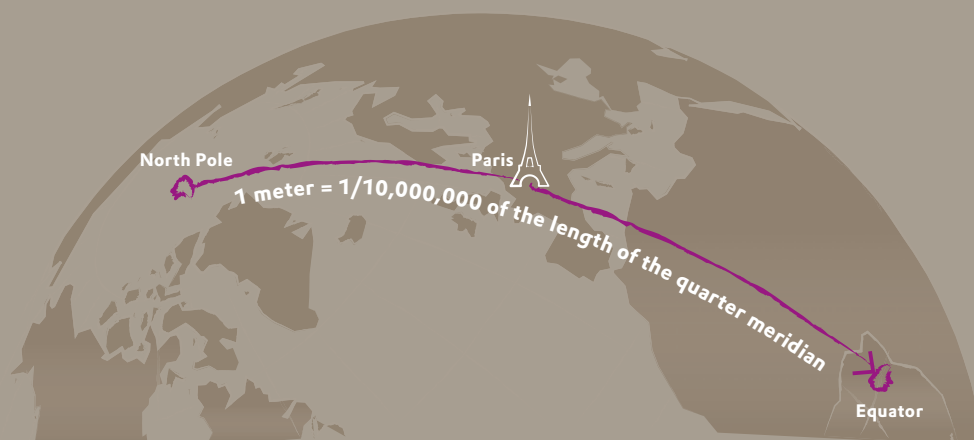 North Pole
Paris
1 meter = 1/10,000,000 of the length of the quarter meridian
Equator